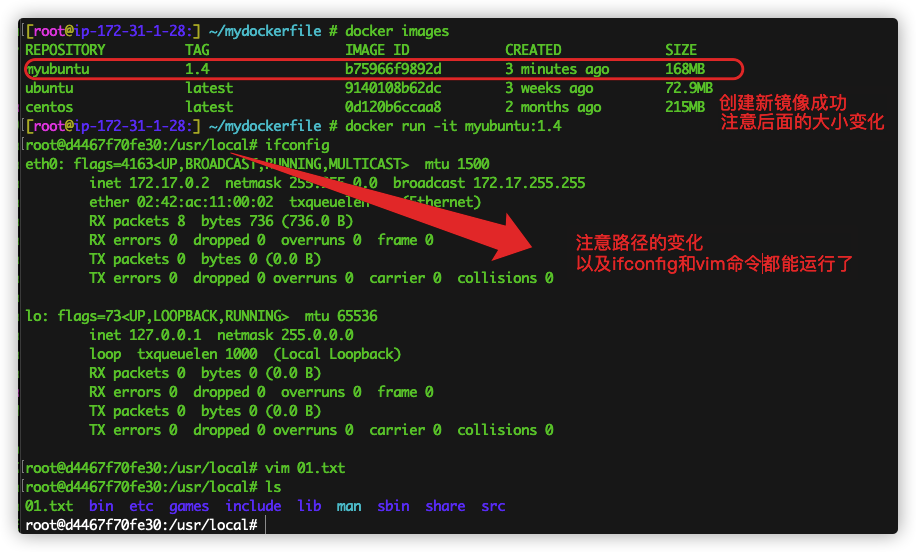 [root@ip-172-31-1-28:] ~/mydockerfile # docker images
REPOSITORY TAG IMAGE ID CREATED SIZE
myubuntu 1.4 b75966f9892d 3 minutes ago 168MB
ubuntu latest 9140108b62dc 3 weeks ago 72.9MB
centos latest 0d120b6ccaa8 2 months ago 215MB
创建新镜像成功
注意后面的大小变化
[root@ip-172-31-1-28:] ~/mydockerfile # docker run -it myubuntu:1.4
root@d4467f70fe30:/usr/local# ifconfig
eth0: flags=4163<UP,BROADCAST,RUNNING,MULTICAST> mtu 1500
inet 172.17.0.2 netmask 255.255.0.0 broadcast 172.17.255.255
ether 02:42:ac:11:00:02 txqueuelen (Ethernet)
RX packets 8 bytes 736 (736.0 B)
RX errors 0 dropped 0 overruns 0 frame 0
TX packets 0 bytes 0 (0.0 B)
TX errors 0 dropped 0 overruns 0 carrier 0 collisions 0
注意路径的变化
以及ifconfig和vim命令都能运行了
lo: flags=73<UP,LOOPBACK,RUNNING> mtu 65536
inet 127.0.0.1 netmask 255.0.0.0
loop txqueuelen 1000 (Local Loopback)
RX packets 0 bytes 0 (0.0 B)
RX errors 0 dropped 0 overruns 0 frame 0
TX packets 0 bytes 0 (0.0 B)
TX errors 0 dropped 0 overruns 0 carrier 0 collisions 0
root@d4467f70fe30:/usr/local# vim 01.txt
root@d4467f70fe30:/usr/local# ls
01.txt bin etc games include lib man sbin share src
root@d4467f70fe30:/usr/local#